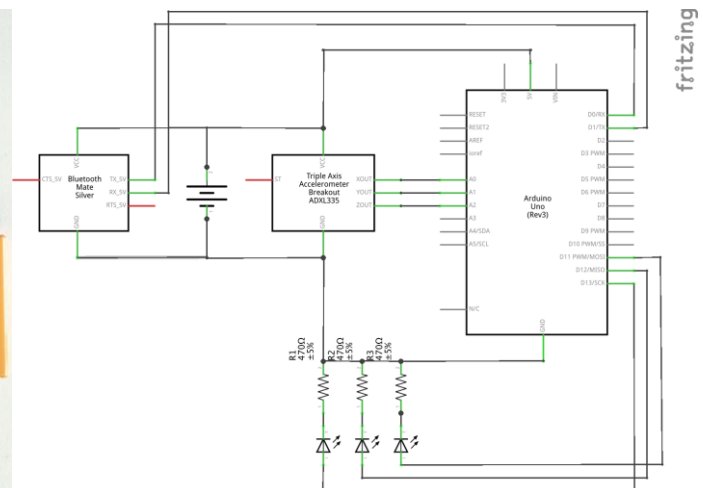 fritzing
3V3
5V
VIN
RESET
RESET2
AREF
ioref
A0
A1
A2
A3
A4/SDA
A5/SCL
N/C
Arduino
Uno
(Rev3)
D0/RX
D1/TX
D2
D3 PWM
D4
D5 PWM
D6 PWM
D7
D8
D9 PWM
D10 PWM/SS
D11 PWM/MOSI
D12/MISO
D13/SCK
GND
VCC
CTS_5V
Bluetooth
Mate
Silver
TX_5V
RX_5V
RTS_5V
GND
VCC
ST
Triple Axis
Accelerometer
Breakout
ADXL335
XOUT
YOUT
ZOUT
GND
R1
470Ω
±5%
R2
470Ω
±5%
R3
470Ω
±5%